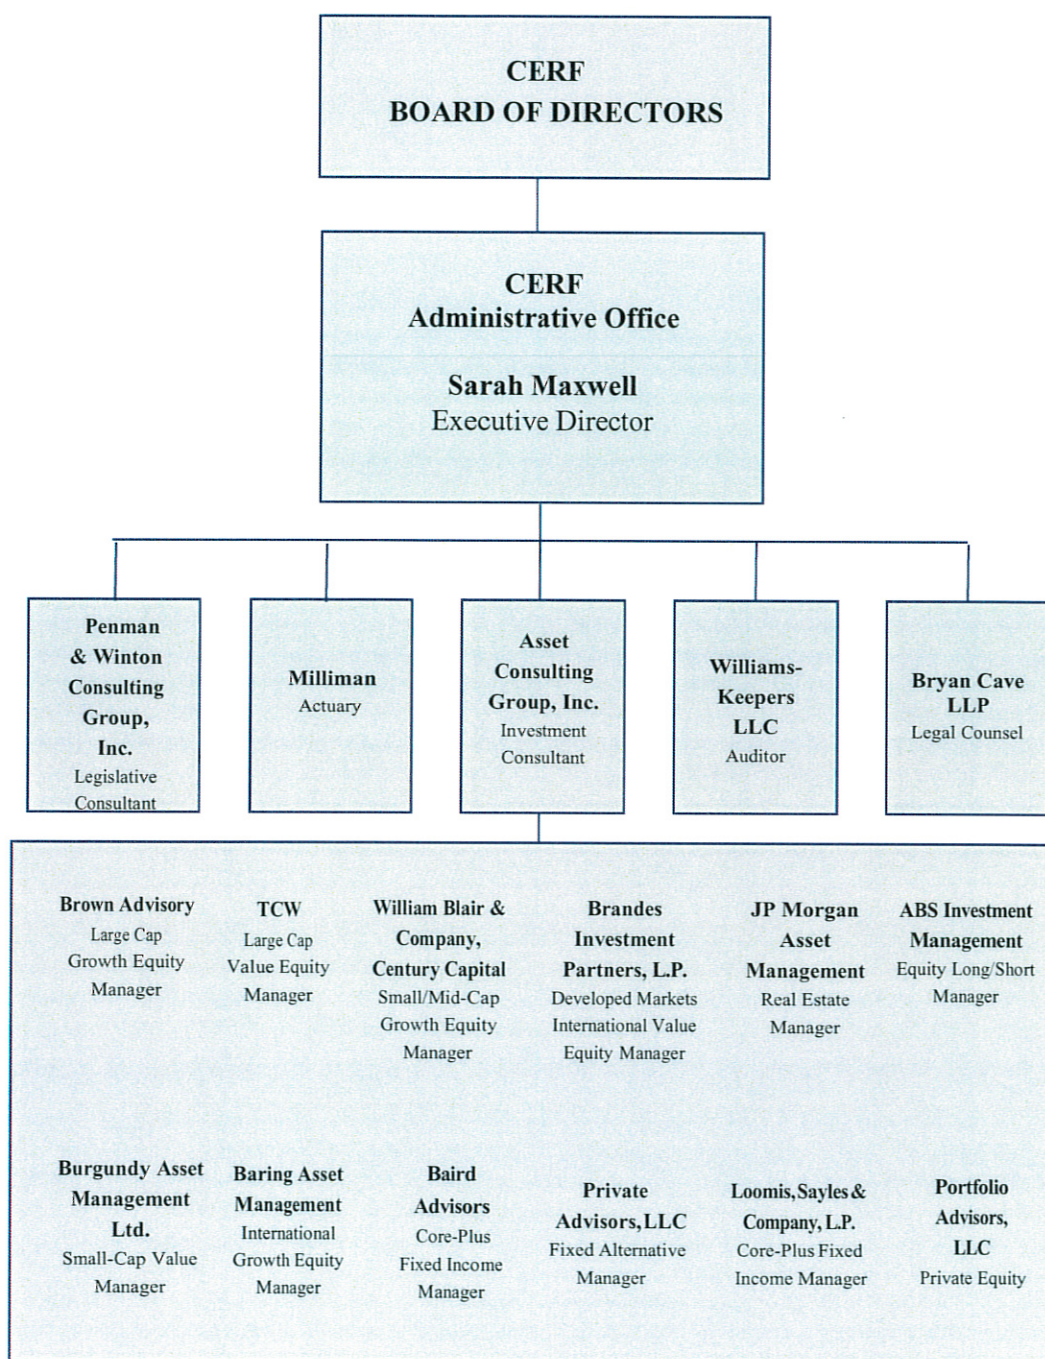 CERF
BOARD OF DIRECTORS
CERF
Administrative Office
Sarah Maxwell
Executive Director
Penman
& Winton
Consulting
Group,
Inc.
Legislative
Consultant
Milliman
Actuary
Asset
Consulting
Group, Inc.
Investment
Consultant
Williams-
Keepers
LLC
Auditor
Bryan Cave
LLP
Legal Counsel
Brown Advisory
Large Cap
Growth Equity
Manager
TCW
Large Cap
Value Equity
Manager
William Blair &
Company,
Century Capital
Small/Mid-Cap
Growth Equity
Manager
Brandes
Investment
Partners, L.P.
Developed Markets
International Value
Equity Manager
JP Morgan
Asset
Management
Real Estate
Manager
ABS Investment
Management
Equity Long/Short
Manager
Burgundy Asset
Management
Ltd.
Small-Cap Value
Manager
Baring Asset
Management
International
Growth Equity
Manager
Baird
Advisors
Core-Plus
Fixed Income
Manager
Private
Advisors, LLC
Fixed Alternative
Manager
Loomis, Sayles &
Company, L.P.
Core-Plus Fixed
Income Manager
Portfolio
Advisors,
LLC
Private Equity